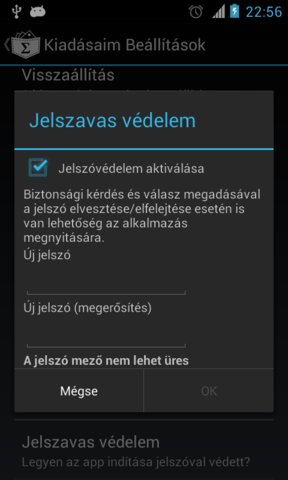 22:56
Kiadásaim Beállítások
Visszaállítás
Jelszavas védelem
Jelszóvédelem aktiválása
Biztonsági kérdés és válasz megadásával
a jelszó elvesztése/elfelejtése esetén is
van lehetőség az alkalmazás
megnyitására.
Új jelszó
Új jelszó (megerősítés)
A jelszó mező nem lehet üres
Mégse OK
Jelszavas védelem
Legyen az app indítása jelszóval védett?